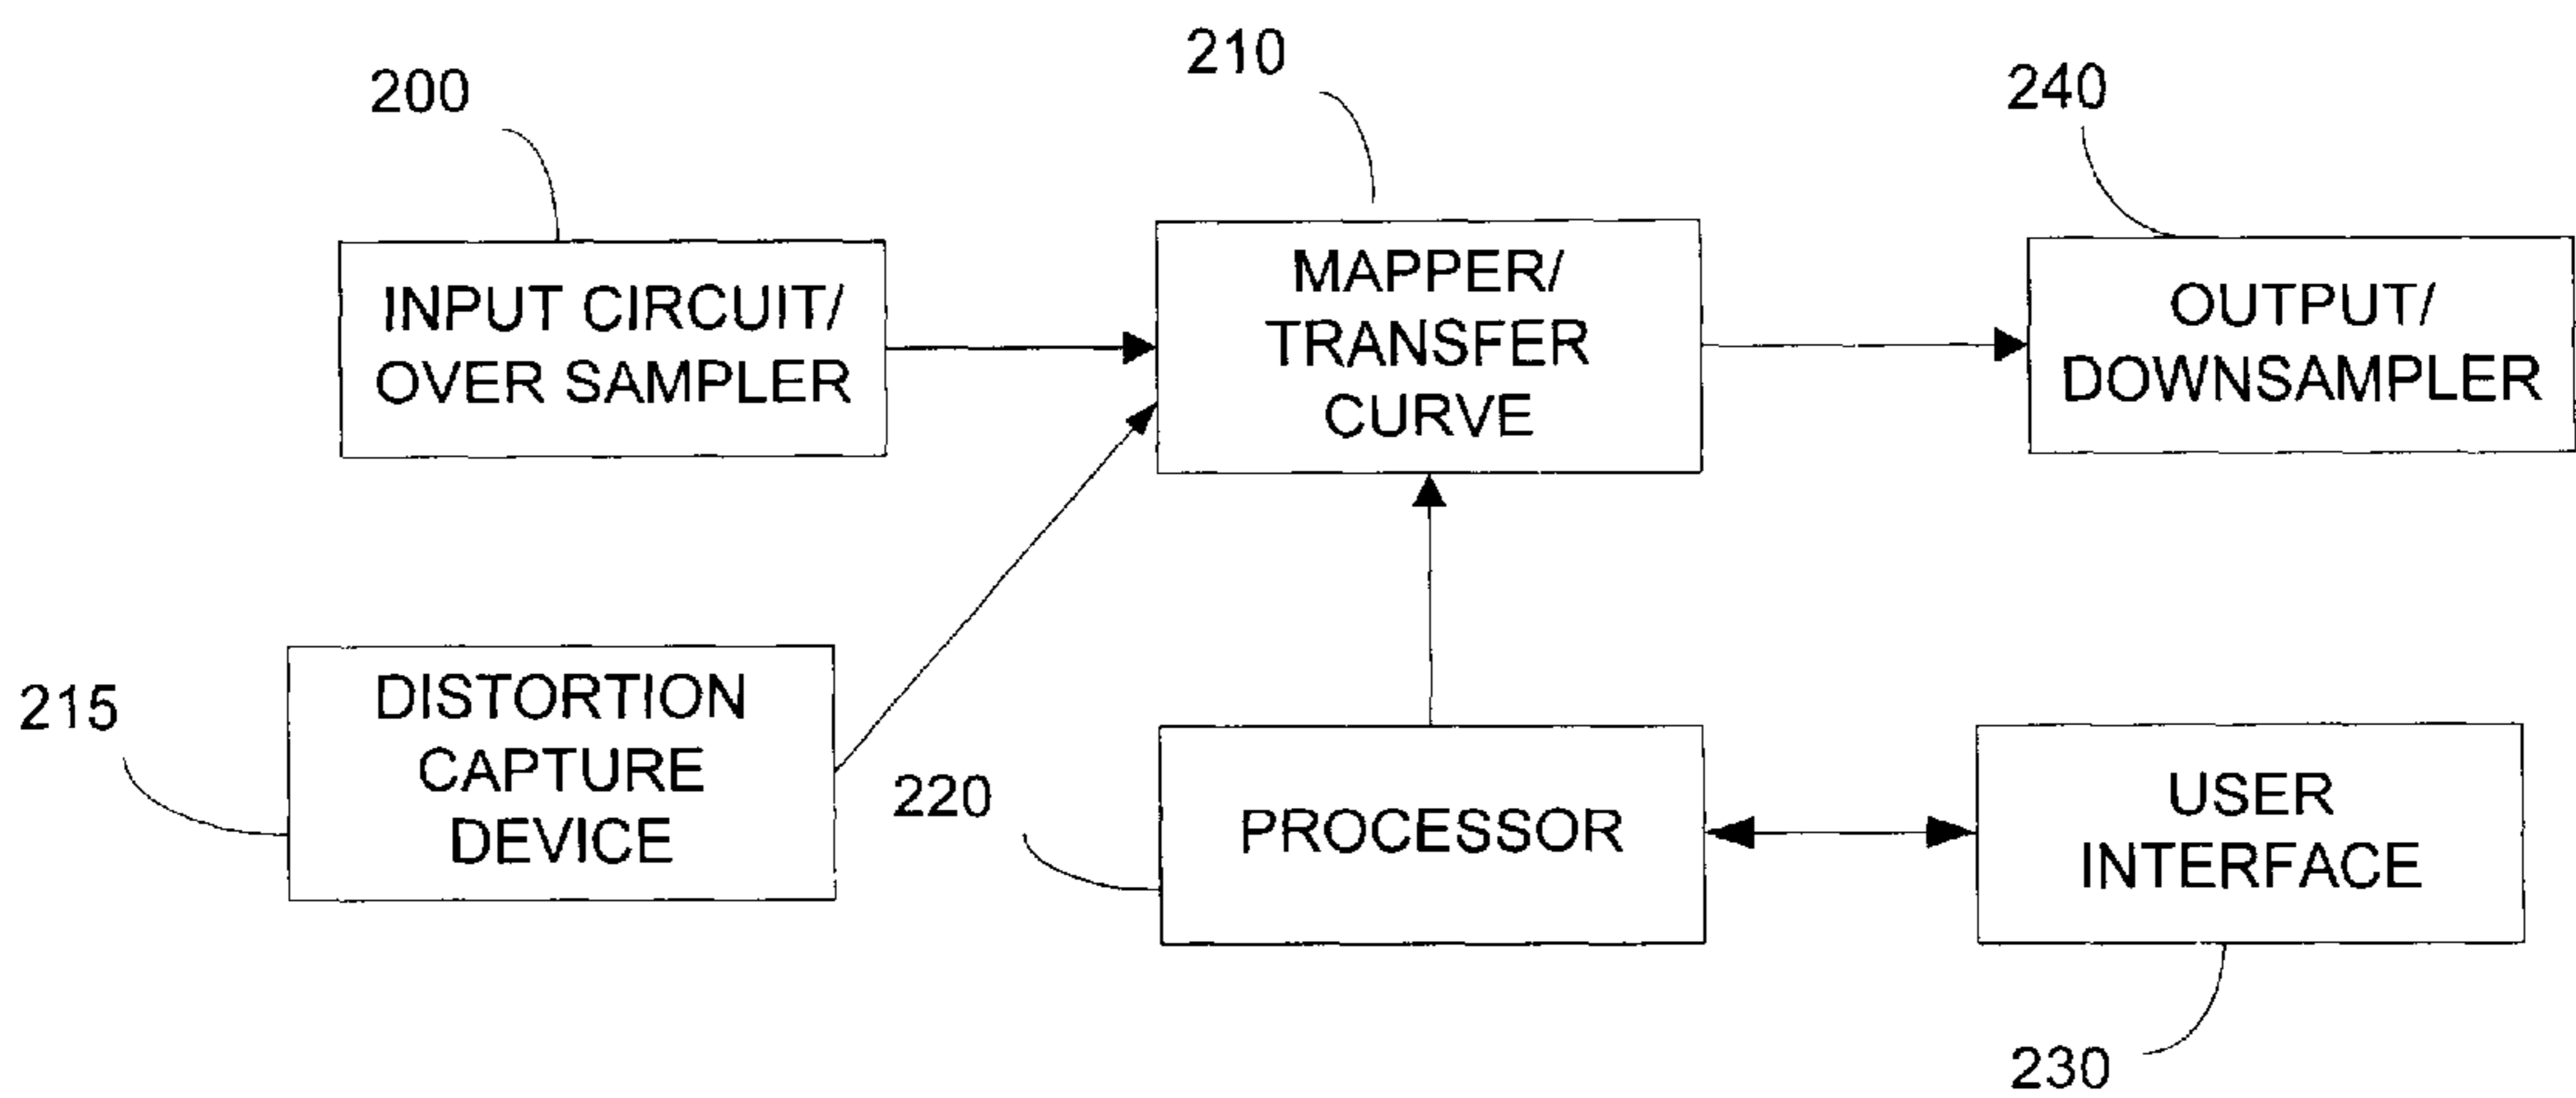 210
200
240
INPUT CIRCUIT/
OVER SAMPLER
MAPPER/
TRANSFER
CURVE
OUTPUT/
DOWNSAMPLER
215
DISTORTION
CAPTURE
DEVICE
220
PROCESSOR
USER
INTERFACE
230